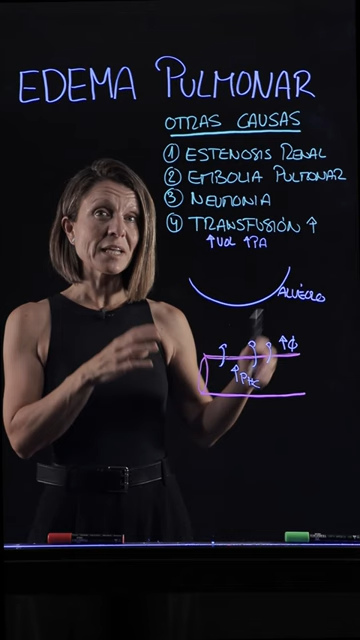 EDEMA PULMONAR
OTRAS CAUSAS
① ESTENOSIS RENAL
② EMBOLIA PULMONAR
③ NEUMONIA
④ TRANSFUSIÓN ↑
↑VOL ↑PA
ALVÉOLO
↑ϕ
↑PHC